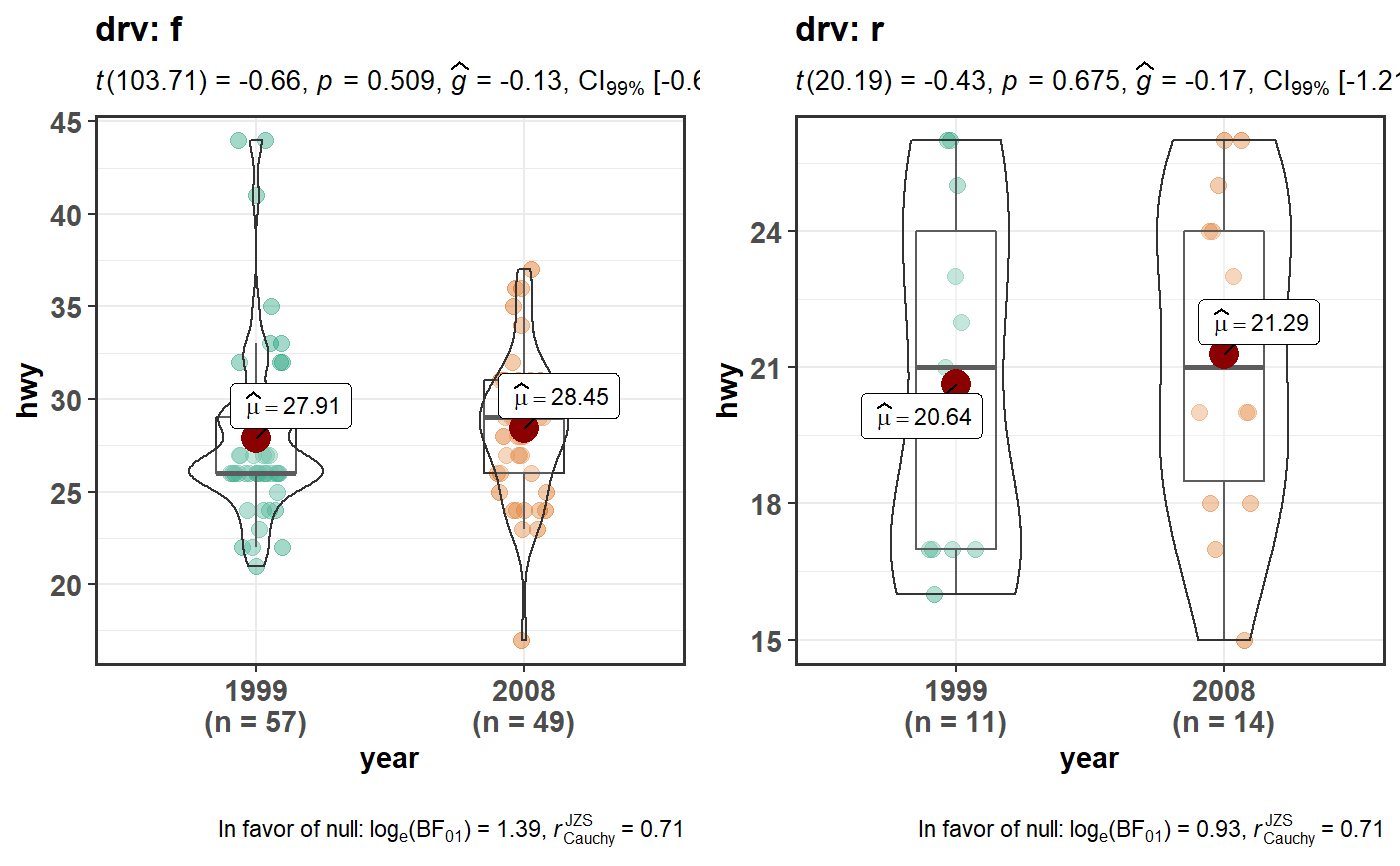 drv: f
t(103.71) = -0.66, p = 0.509, ĝ = -0.13, CI99% [-0.6
45
40
35
30
25
20
hwy
μ̂ = 27.91
μ̂ = 28.45
1999
(n = 57)
2008
(n = 49)
year
In favor of null: loge(BF01) = 1.39, r JZS Cauchy = 0.71
drv: r
t(20.19) = -0.43, p = 0.675, ĝ = -0.17, CI99% [-1.21
24
21
18
15
hwy
μ̂ = 20.64
μ̂ = 21.29
1999
(n = 11)
2008
(n = 14)
year
In favor of null: loge(BF01) = 0.93, r JZS Cauchy = 0.71